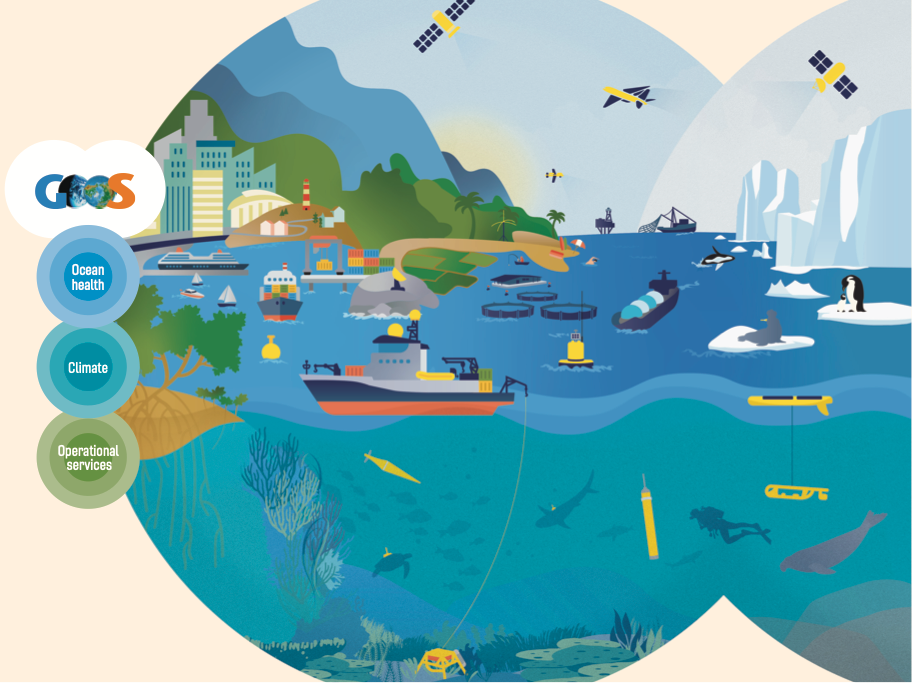 GOOS
Ocean
health
Climate
Operational
services